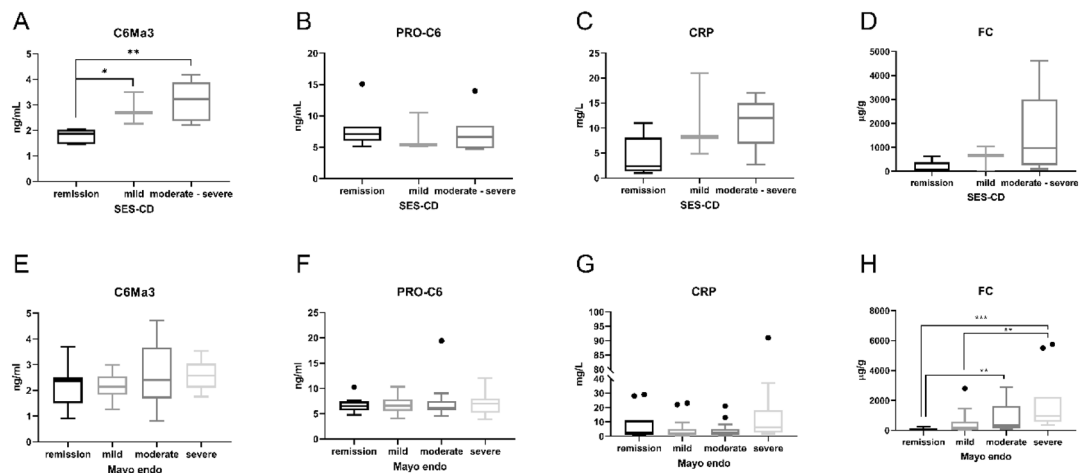 A
C6Ma3
ng/mL
5
4
3
2
1
0
**
*
remission mild moderate - severe
SES-CD
B
PRO-C6
ng/mL
20
15
10
5
0
remission mild moderate - severe
SES-CD
C
CRP
mg/L
25
20
15
10
5
0
remission mild moderate - severe
SES-CD
D
FC
µg/g
5000
4000
3000
2000
1000
0
remission mild moderate - severe
SES-CD
E
C6Ma3
ng/ml
5
4
3
2
1
0
remission mild moderate severe
Mayo endo
F
PRO-C6
ng/ml
25
20
15
10
5
0
remission mild moderate severe
Mayo endo
G
CRP
mg/L
100
95
90
85
80
50
40
30
20
10
0
remission mild moderate severe
Mayo endo
H
FC
µg/g
8000
6000
4000
2000
0
***
**
**
remission mild moderate severe
Mayo endo